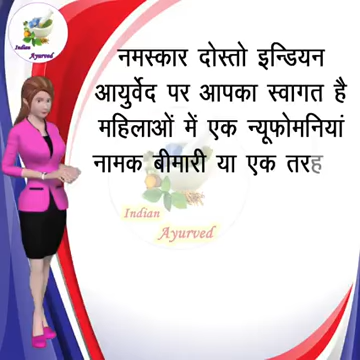 Indian
Ayurved
नमस्कार दोस्तो इन्डियन
आयुर्वेद पर आपका स्वागत है
महिलाओं में एक न्यूफोमनियां
नामक बीमारी या एक तरह
Indian
Ayurved